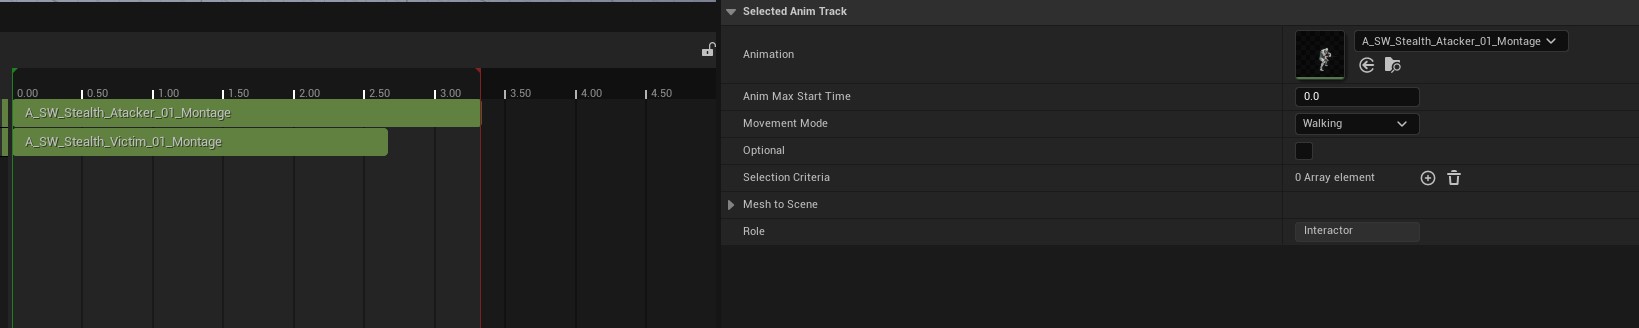 Selected Anim Track
Animation
A_SW_Stealth_Atacker_01_Montage
0.00 0.50 1.00 1.50 2.00 2.50 3.00 3.50 4.00 4.50
A_SW_Stealth_Atacker_01_Montage
A_SW_Stealth_Victim_01_Montage
Anim Max Start Time 0.0
Movement Mode Walking
Optional
Selection Criteria 0 Array element
Mesh to Scene
Role Interactor